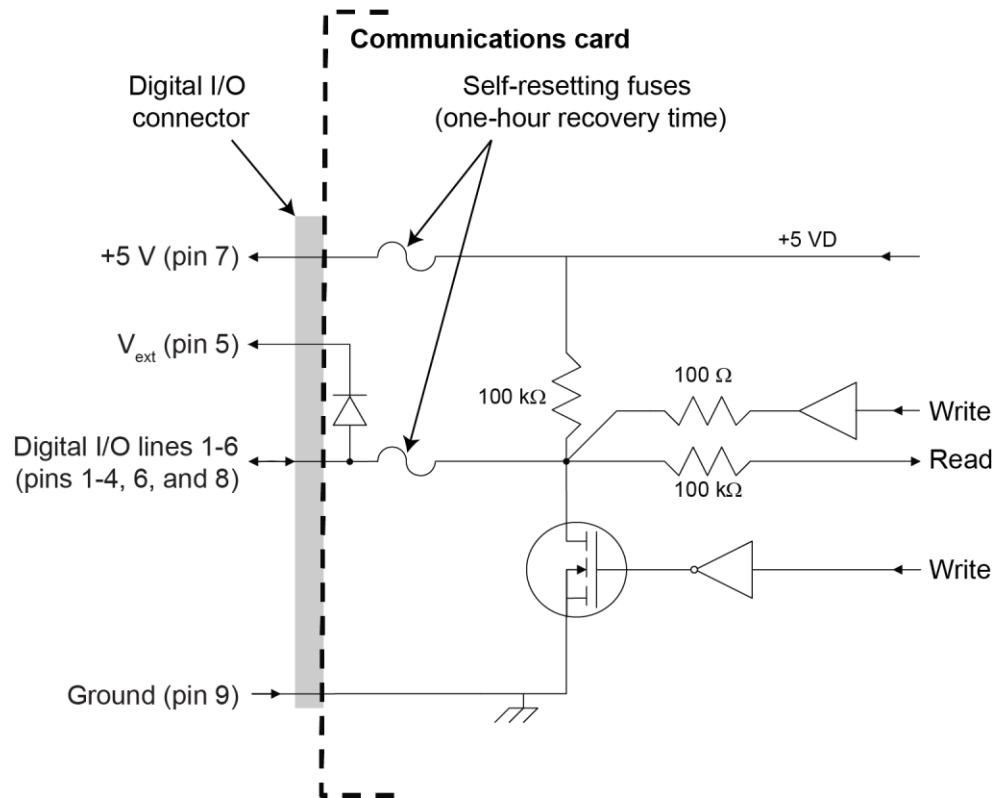 Communications card
Digital I/O
connector
Self-resetting fuses
(one-hour recovery time)
+5 V (pin 7)
+5 VD
Vext (pin 5)
100 kΩ
100 Ω
Write
Digital I/O lines 1-6
(pins 1-4, 6, and 8)
Read
100 kΩ
Write
Ground (pin 9)